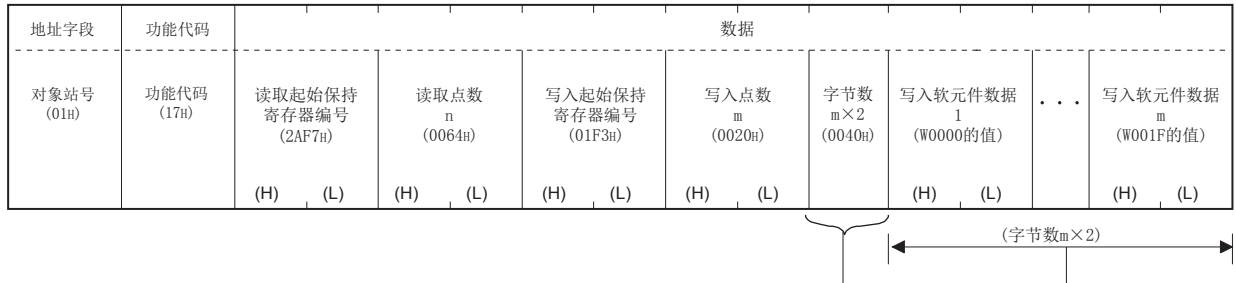 地址字段 功能代码 数据
对象站号
(01H)
功能代码
(17H)
读取起始保持
寄存器编号
(2AF7H)
(H) (L)
读取点数
n
(0064H)
(H) (L)
写入起始保持
寄存器编号
(01F3H)
(H) (L)
写入点数
m
(0020H)
(H) (L)
字节数
m×2
(0040H)
写入软元件数据
1
(W0000的值)
(H) (L)
···
写入软元件数据
m
(W001F的值)
(H) (L)
(字节数m×2)